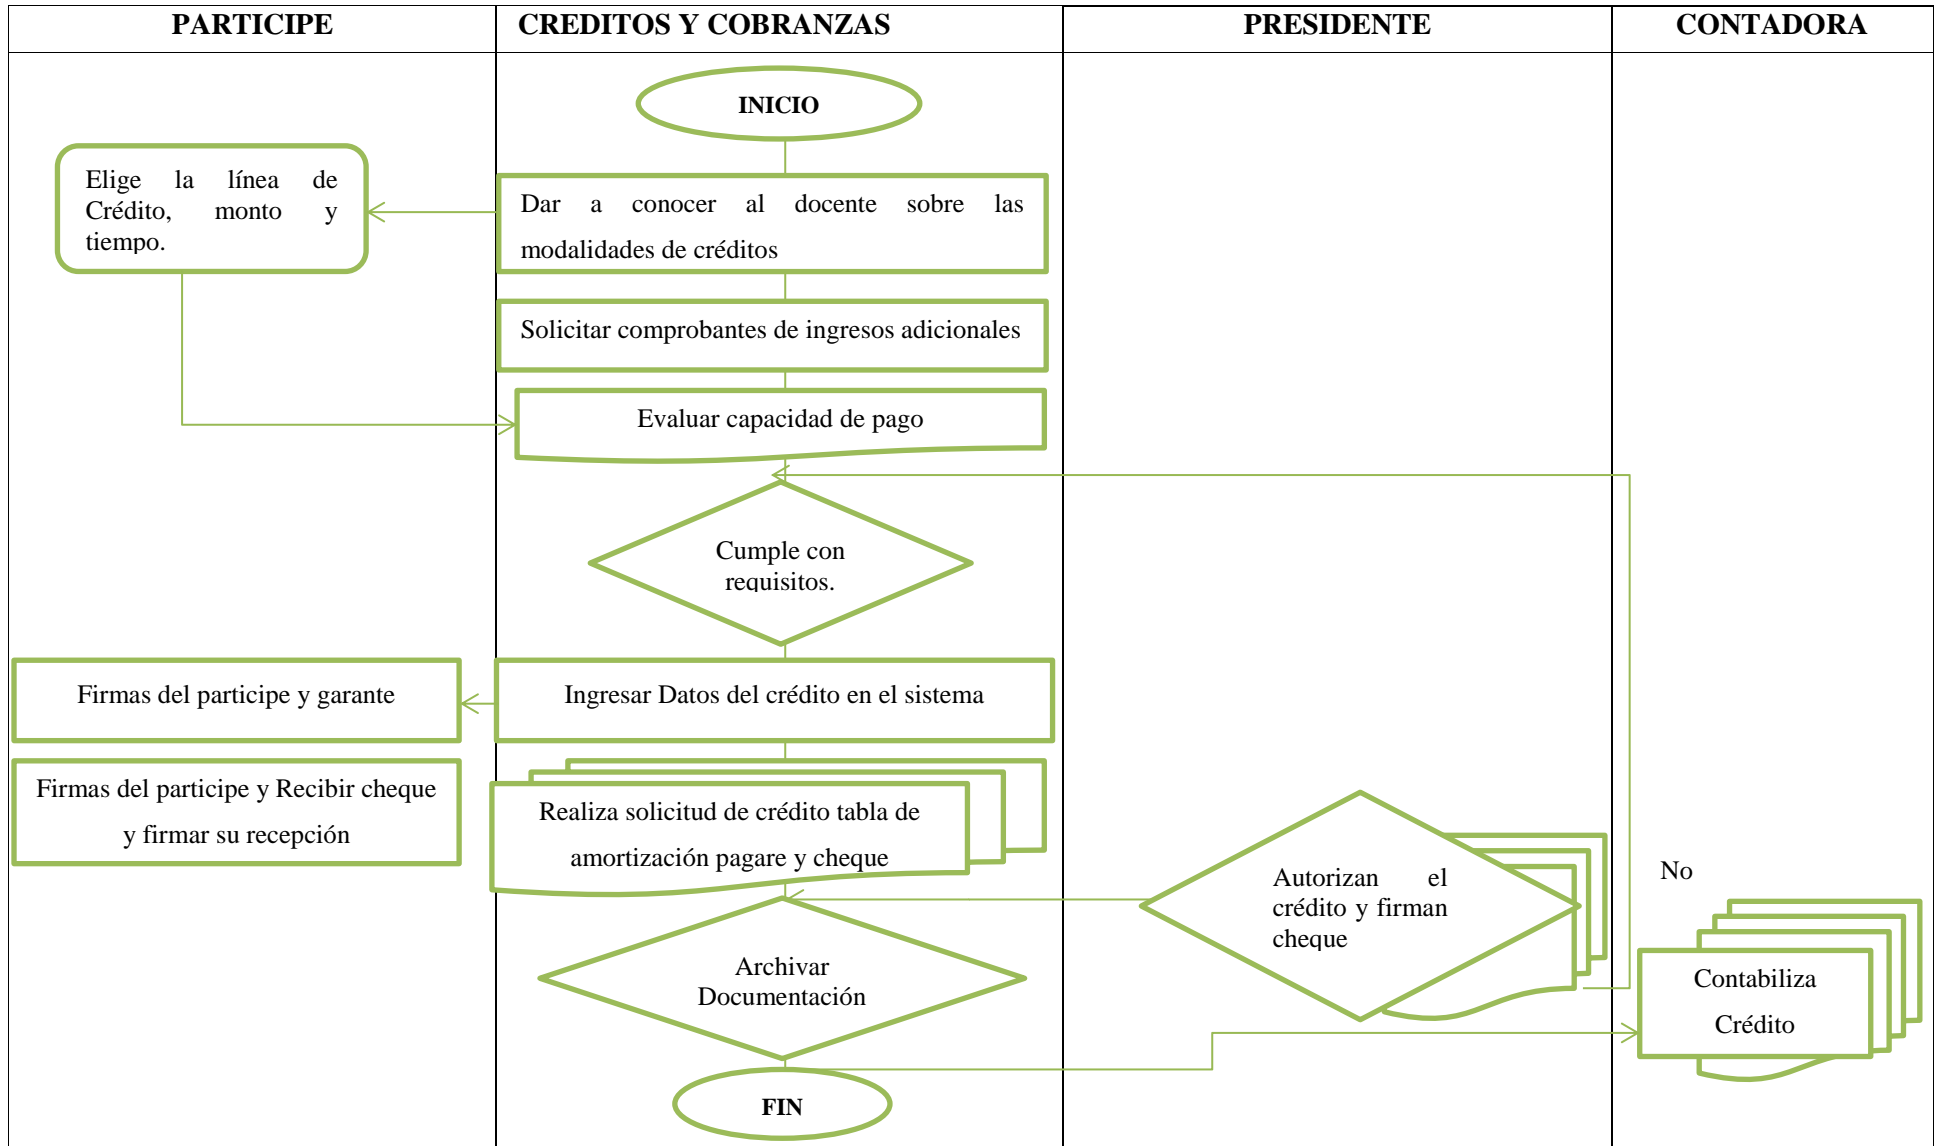 PARTICIPE
CREDITOS Y COBRANZAS
PRESIDENTE
CONTADORA
INICIO
Elige la línea de
Crédito, monto y
tiempo.
Dar a conocer al docente sobre las
modalidades de créditos
Solicitar comprobantes de ingresos adicionales
Evaluar capacidad de pago
Cumple con
requisitos.
Firmas del participe y garante
Ingresar Datos del crédito en el sistema
Firmas del participe y Recibir cheque
y firmar su recepción
Realiza solicitud de crédito tabla de
amortización pagare y cheque
Autorizan el
crédito y firman
cheque
No
Archivar
Documentación
Contabiliza
Crédito
FIN